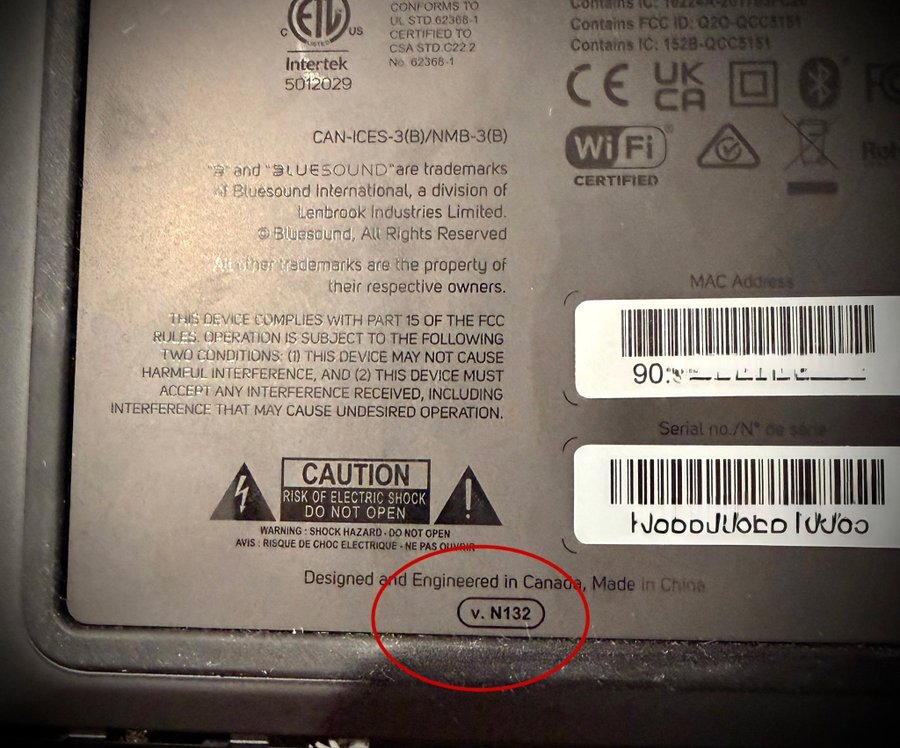 c ETL us
LISTED
Intertek
5012029
CONFORMS TO
UL STD 62368-1
CERTIFIED TO
CSA STD.C22.2
No. 62368-1
Contains FCC ID: Q2O-QCC5151
Contains IC: 152B-QCC5151
CE UK CA
WiFi
CERTIFIED
CAN-ICES-3(B)/NMB-3(B)
"B" and "BLUESOUND" are trademarks
of Bluesound International, a division of
Lenbrook Industries Limited.
© Bluesound, All Rights Reserved
All other trademarks are the property of
their respective owners.
THIS DEVICE COMPLIES WITH PART 15 OF THE FCC
RULES. OPERATION IS SUBJECT TO THE FOLLOWING
TWO CONDITIONS: (1) THIS DEVICE MAY NOT CAUSE
HARMFUL INTERFERENCE, AND (2) THIS DEVICE MUST
ACCEPT ANY INTERFERENCE RECEIVED, INCLUDING
INTERFERENCE THAT MAY CAUSE UNDESIRED OPERATION.
MAC Address
90:
Serial no./N° de série
CAUTION
RISK OF ELECTRIC SHOCK
DO NOT OPEN
WARNING : SHOCK HAZARD - DO NOT OPEN
AVIS : RISQUE DE CHOC ELECTRIQUE - NE PAS OUVRIR
Designed and Engineered in Canada, Made in China
v. N132